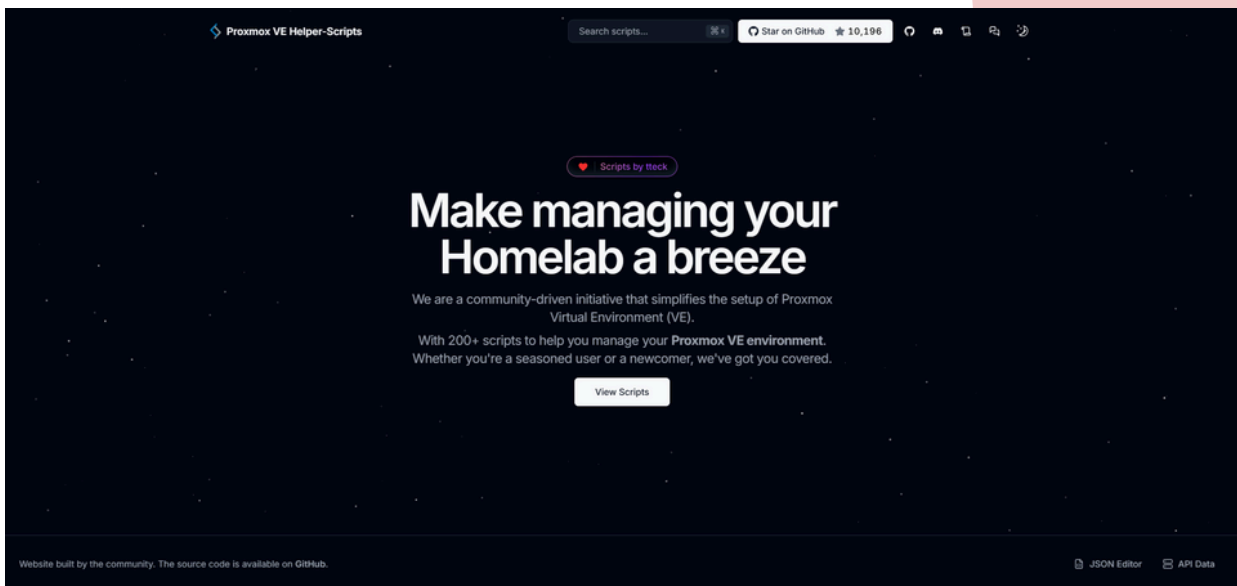 Proxmox VE Helper-Scripts
Search scripts...
⌘K
Star on GitHub ★ 10,196
Scripts by tteck
Make managing your
Homelab a breeze
We are a community-driven initiative that simplifies the setup of Proxmox
Virtual Environment (VE).
With 200+ scripts to help you manage your Proxmox VE environment.
Whether you're a seasoned user or a newcomer, we've got you covered.
View Scripts
Website built by the community. The source code is available on GitHub.
JSON Editor
API Data